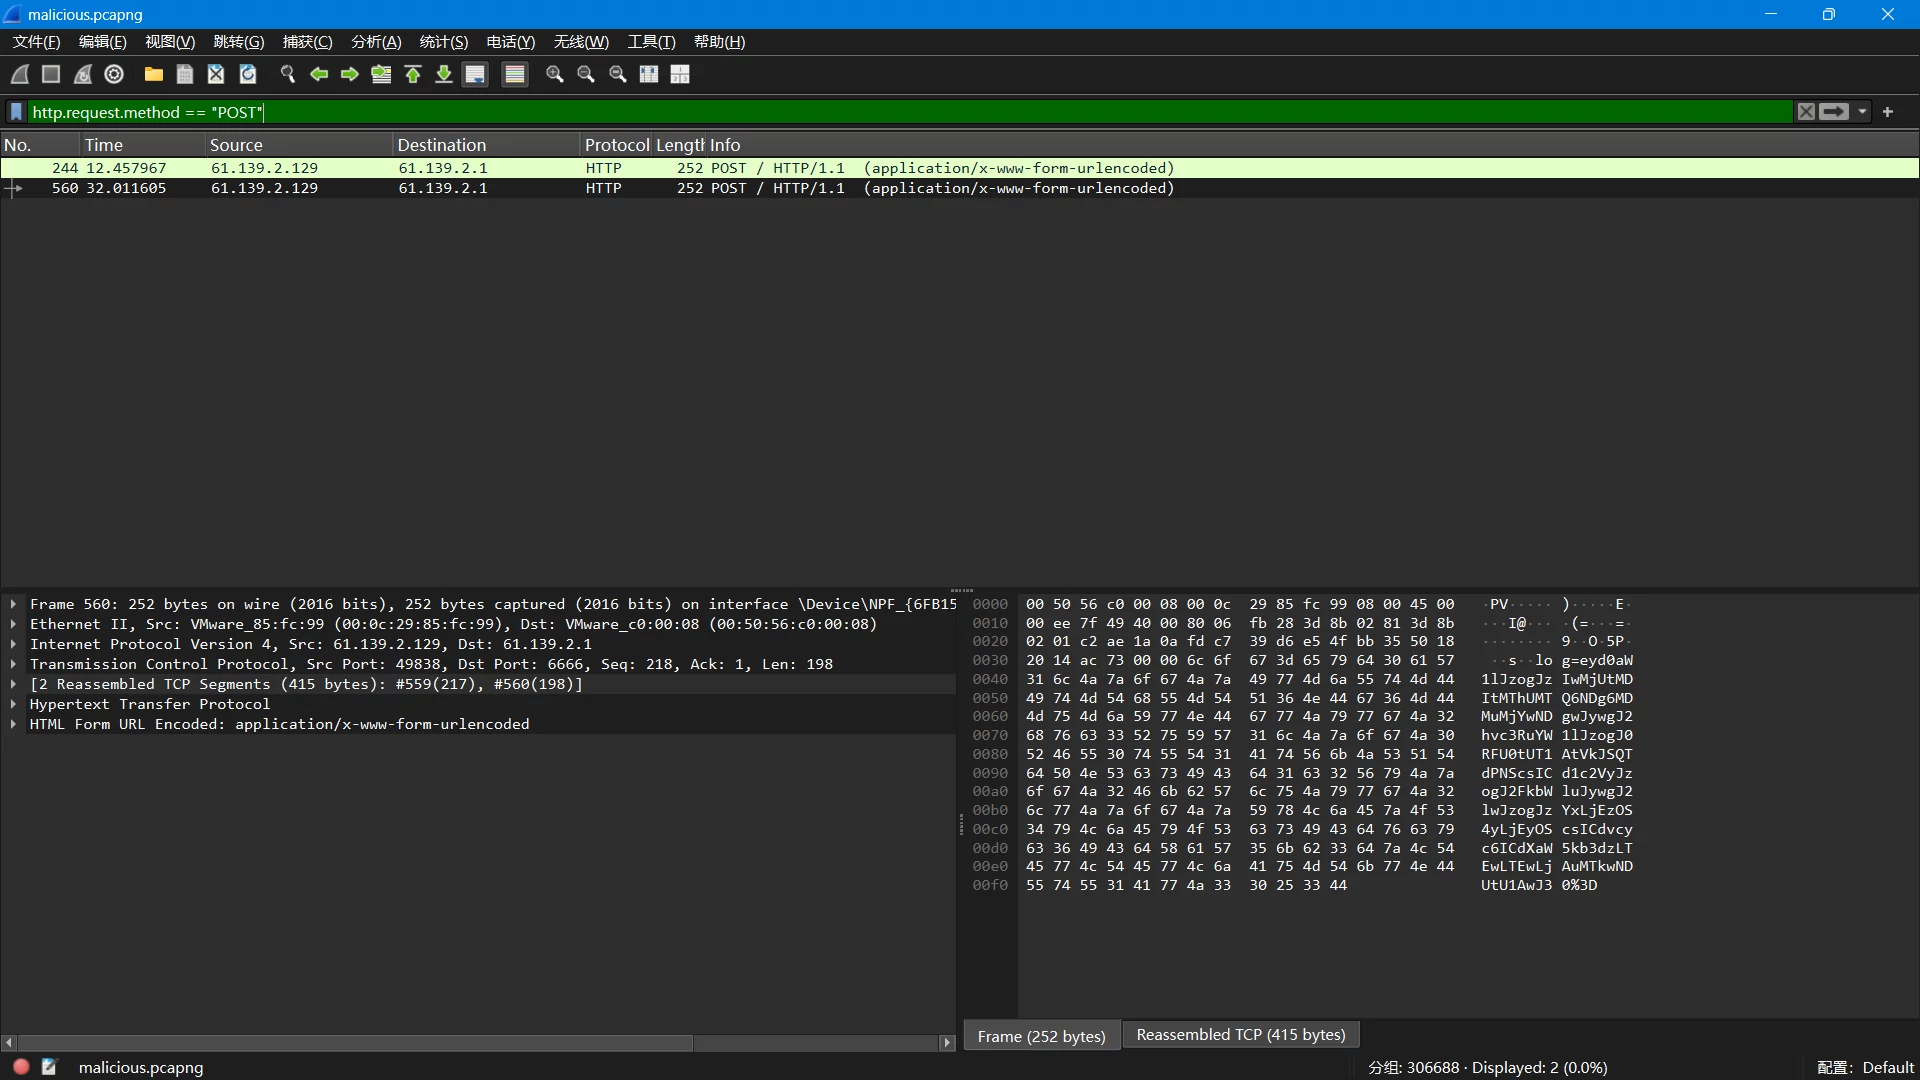 malicious.pcapng
文件(F) 编辑(E) 视图(V) 跳转(G) 捕获(C) 分析(A) 统计(S) 电话(Y) 无线(W) 工具(T) 帮助(H)
http.request.method == "POST"
No. Time Source Destination Protocol Length Info
244 12.457967 61.139.2.129 61.139.2.1 HTTP 252 POST / HTTP/1.1 (application/x-www-form-urlencoded)
560 32.011605 61.139.2.129 61.139.2.1 HTTP 252 POST / HTTP/1.1 (application/x-www-form-urlencoded)
Frame 560: 252 bytes on wire (2016 bits), 252 bytes captured (2016 bits) on interface \Device\NPF_{6FB15
Ethernet II, Src: VMware_85:fc:99 (00:0c:29:85:fc:99), Dst: VMware_c0:00:08 (00:50:56:c0:00:08)
Internet Protocol Version 4, Src: 61.139.2.129, Dst: 61.139.2.1
Transmission Control Protocol, Src Port: 49838, Dst Port: 6666, Seq: 218, Ack: 1, Len: 198
[2 Reassembled TCP Segments (415 bytes): #559(217), #560(198)]
Hypertext Transfer Protocol
HTML Form URL Encoded: application/x-www-form-urlencoded
0000 00 50 56 c0 00 08 00 0c 29 85 fc 99 08 00 45 00 ·PV····· )·····E·
0010 00 ee 7f 49 40 00 80 06 fb 28 3d 8b 02 81 3d 8b ···I@··· ·(=···=·
0020 02 01 c2 ae 1a 0a fd c7 39 d6 e5 4f bb 35 50 18 ········ 9··O·5P·
0030 20 14 ac 73 00 00 6c 6f 67 3d 65 79 64 30 61 57 ··s··lo g=eyd0aW
0040 31 6c 4a 7a 6f 67 4a 7a 49 77 4d 6a 55 74 4d 44 1lJzogJz IwMjUtMD
0050 49 74 4d 54 68 55 4d 54 51 36 4e 44 67 36 4d 44 ItMThUMT Q6NDg6MD
0060 4d 75 4d 6a 59 77 4e 44 67 77 4a 79 77 67 4a 32 MuMjYwND gwJywgJ2
0070 68 76 63 33 52 75 59 57 31 6c 4a 7a 6f 67 4a 30 hvc3RuYW 1lJzogJ0
0080 52 46 55 30 74 55 54 31 41 74 56 6b 4a 53 51 54 RFU0tUT1 AtVkJSQT
0090 64 50 4e 53 63 73 49 43 64 31 63 32 56 79 4a 7a dPNScsIC d1c2VyJz
00a0 6f 67 4a 32 46 6b 62 57 6c 75 4a 79 77 67 4a 32 ogJ2FkbW luJywgJ2
00b0 6c 77 4a 7a 6f 67 4a 7a 59 78 4c 6a 45 7a 4f 53 lwJzogJz YxLjEzOS
00c0 34 79 4c 6a 45 79 4f 53 63 73 49 43 64 76 63 79 4yLjEyOS csICdvcy
00d0 63 36 49 43 64 58 61 57 35 6b 62 33 64 7a 4c 54 c6ICdXaW 5kb3dzLT
00e0 45 77 4c 54 45 77 4c 6a 41 75 4d 54 6b 77 4e 44 EwLTEwLj AuMTkwND
00f0 55 74 55 31 41 77 4a 33 30 25 33 44 UtU1AwJ3 0%3D
Frame (252 bytes) Reassembled TCP (415 bytes)
malicious.pcapng 分组: 306688 · Displayed: 2 (0.0%) 配置: Default